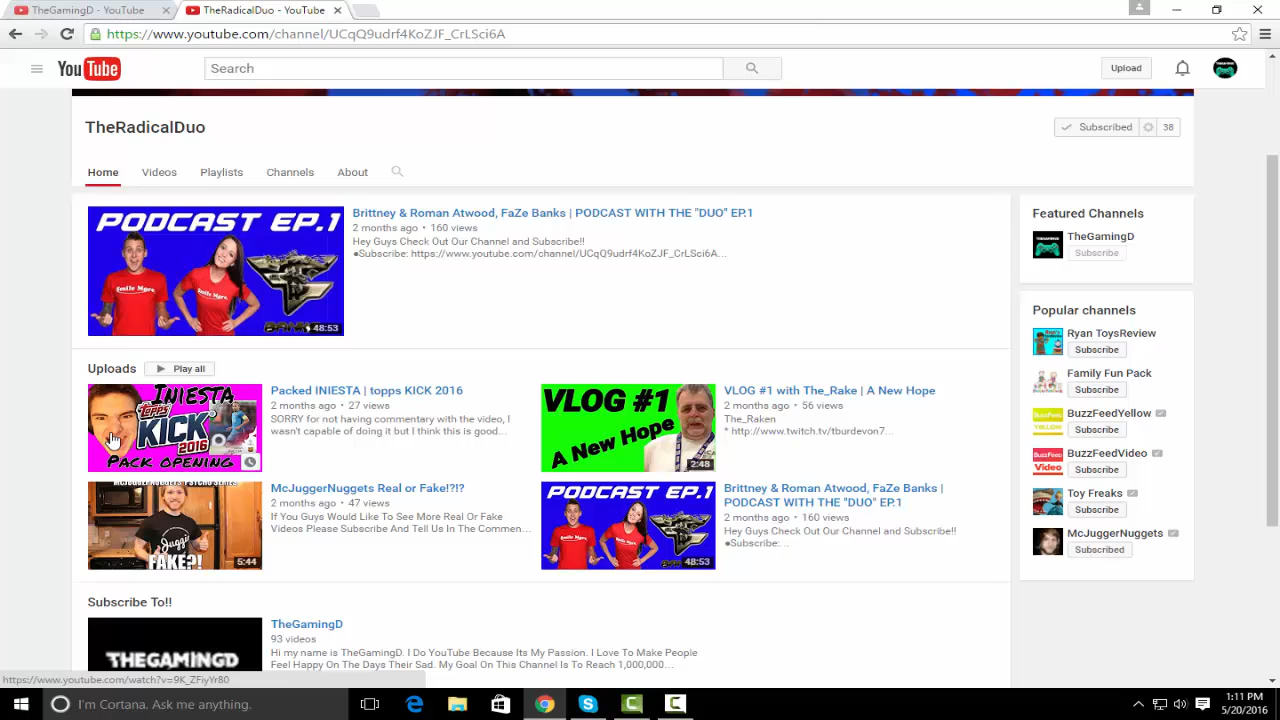 TheGamingD - YouTube
TheRadicalDuo - YouTube
https://www.youtube.com/channel/UCqQ9udrf4KoZJF_CrLSci6A
YouTube
Search
Upload
TheRadicalDuo
Subscribed 38
Home Videos Playlists Channels About
PODCAST EP.1
Smile More.
Smile More.
48:53
Brittney & Roman Atwood, FaZe Banks | PODCAST WITH THE "DUO" EP.1
2 months ago • 160 views
Hey Guys Check Out Our Channel and Subscribe!!
●Subscribe: https://www.youtube.com/channel/UCqQ9udrf4KoZJF_CrLSci6A...
Featured Channels
TheGamingD
Subscribe
Popular channels
Ryan ToysReview
Subscribe
Family Fun Pack
Subscribe
BuzzFeedYellow
Subscribe
BuzzFeedVideo
Subscribe
Toy Freaks
Subscribe
McJuggerNuggets
Subscribed
Uploads Play all
INIESTA
TOPPS
KICK
2016
PACK OPENING
Packed INIESTA | topps KICK 2016
2 months ago • 27 views
SORRY for not having commentary with the video, I
wasn't capable of doing it but I think this is good...
VLOG #1
A New Hope
2:48
VLOG #1 with The_Rake | A New Hope
2 months ago • 56 views
The_Raken
* http://www.twitch.tv/tburdevon7...
MCJUGGERNUGGETS PSYCHO SERIES
FAKE?!
5:44
McJuggerNuggets Real or Fake!?!?
2 months ago • 47 views
If You Guys Would Like To See More Real Or Fake
Videos Please Subscribe And Tell Us In The Commen...
PODCAST EP.1
48:53
Brittney & Roman Atwood, FaZe Banks |
PODCAST WITH THE "DUO" EP.1
2 months ago • 160 views
Hey Guys Check Out Our Channel and Subscribe!!
●Subscribe: ...
Subscribe To!!
THEGAMINGD
TheGamingD
93 videos
Hi my name is TheGamingD. I Do YouTube Because Its My Passion. I Love To Make People
Feel Happy On The Days Their Sad. My Goal On This Channel Is To Reach 1,000,000...
https://www.youtube.com/watch?v=9K_ZFiyYr80
I'm Cortana. Ask me anything.
1:11 PM
5/20/2016